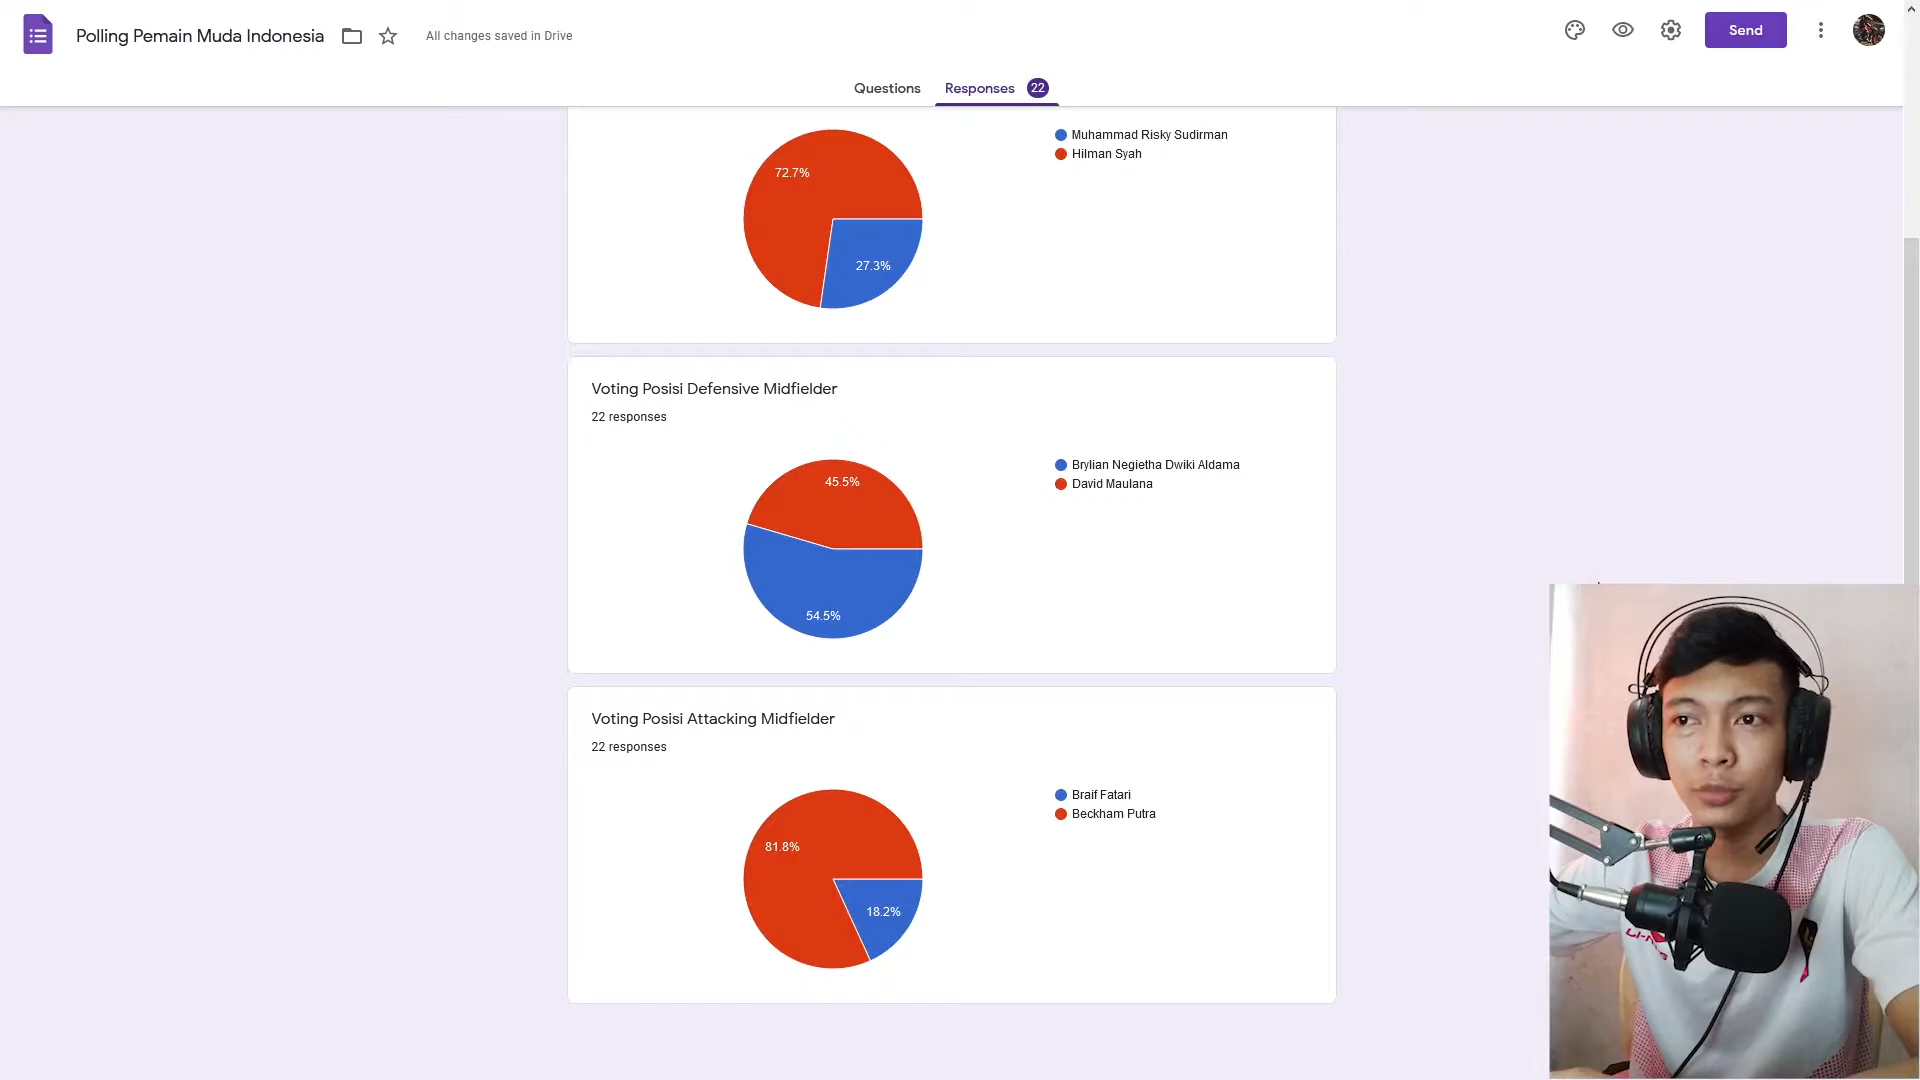 Polling Pemain Muda Indonesia
All changes saved in Drive
Send
Questions
Responses 22
Muhammad Risky Sudirman
Hilman Syah
72.7%
27.3%
Voting Posisi Defensive Midfielder
22 responses
Brylian Negietha Dwiki Aldama
David Maulana
45.5%
54.5%
Voting Posisi Attacking Midfielder
22 responses
Braif Fatari
Beckham Putra
81.8%
18.2%